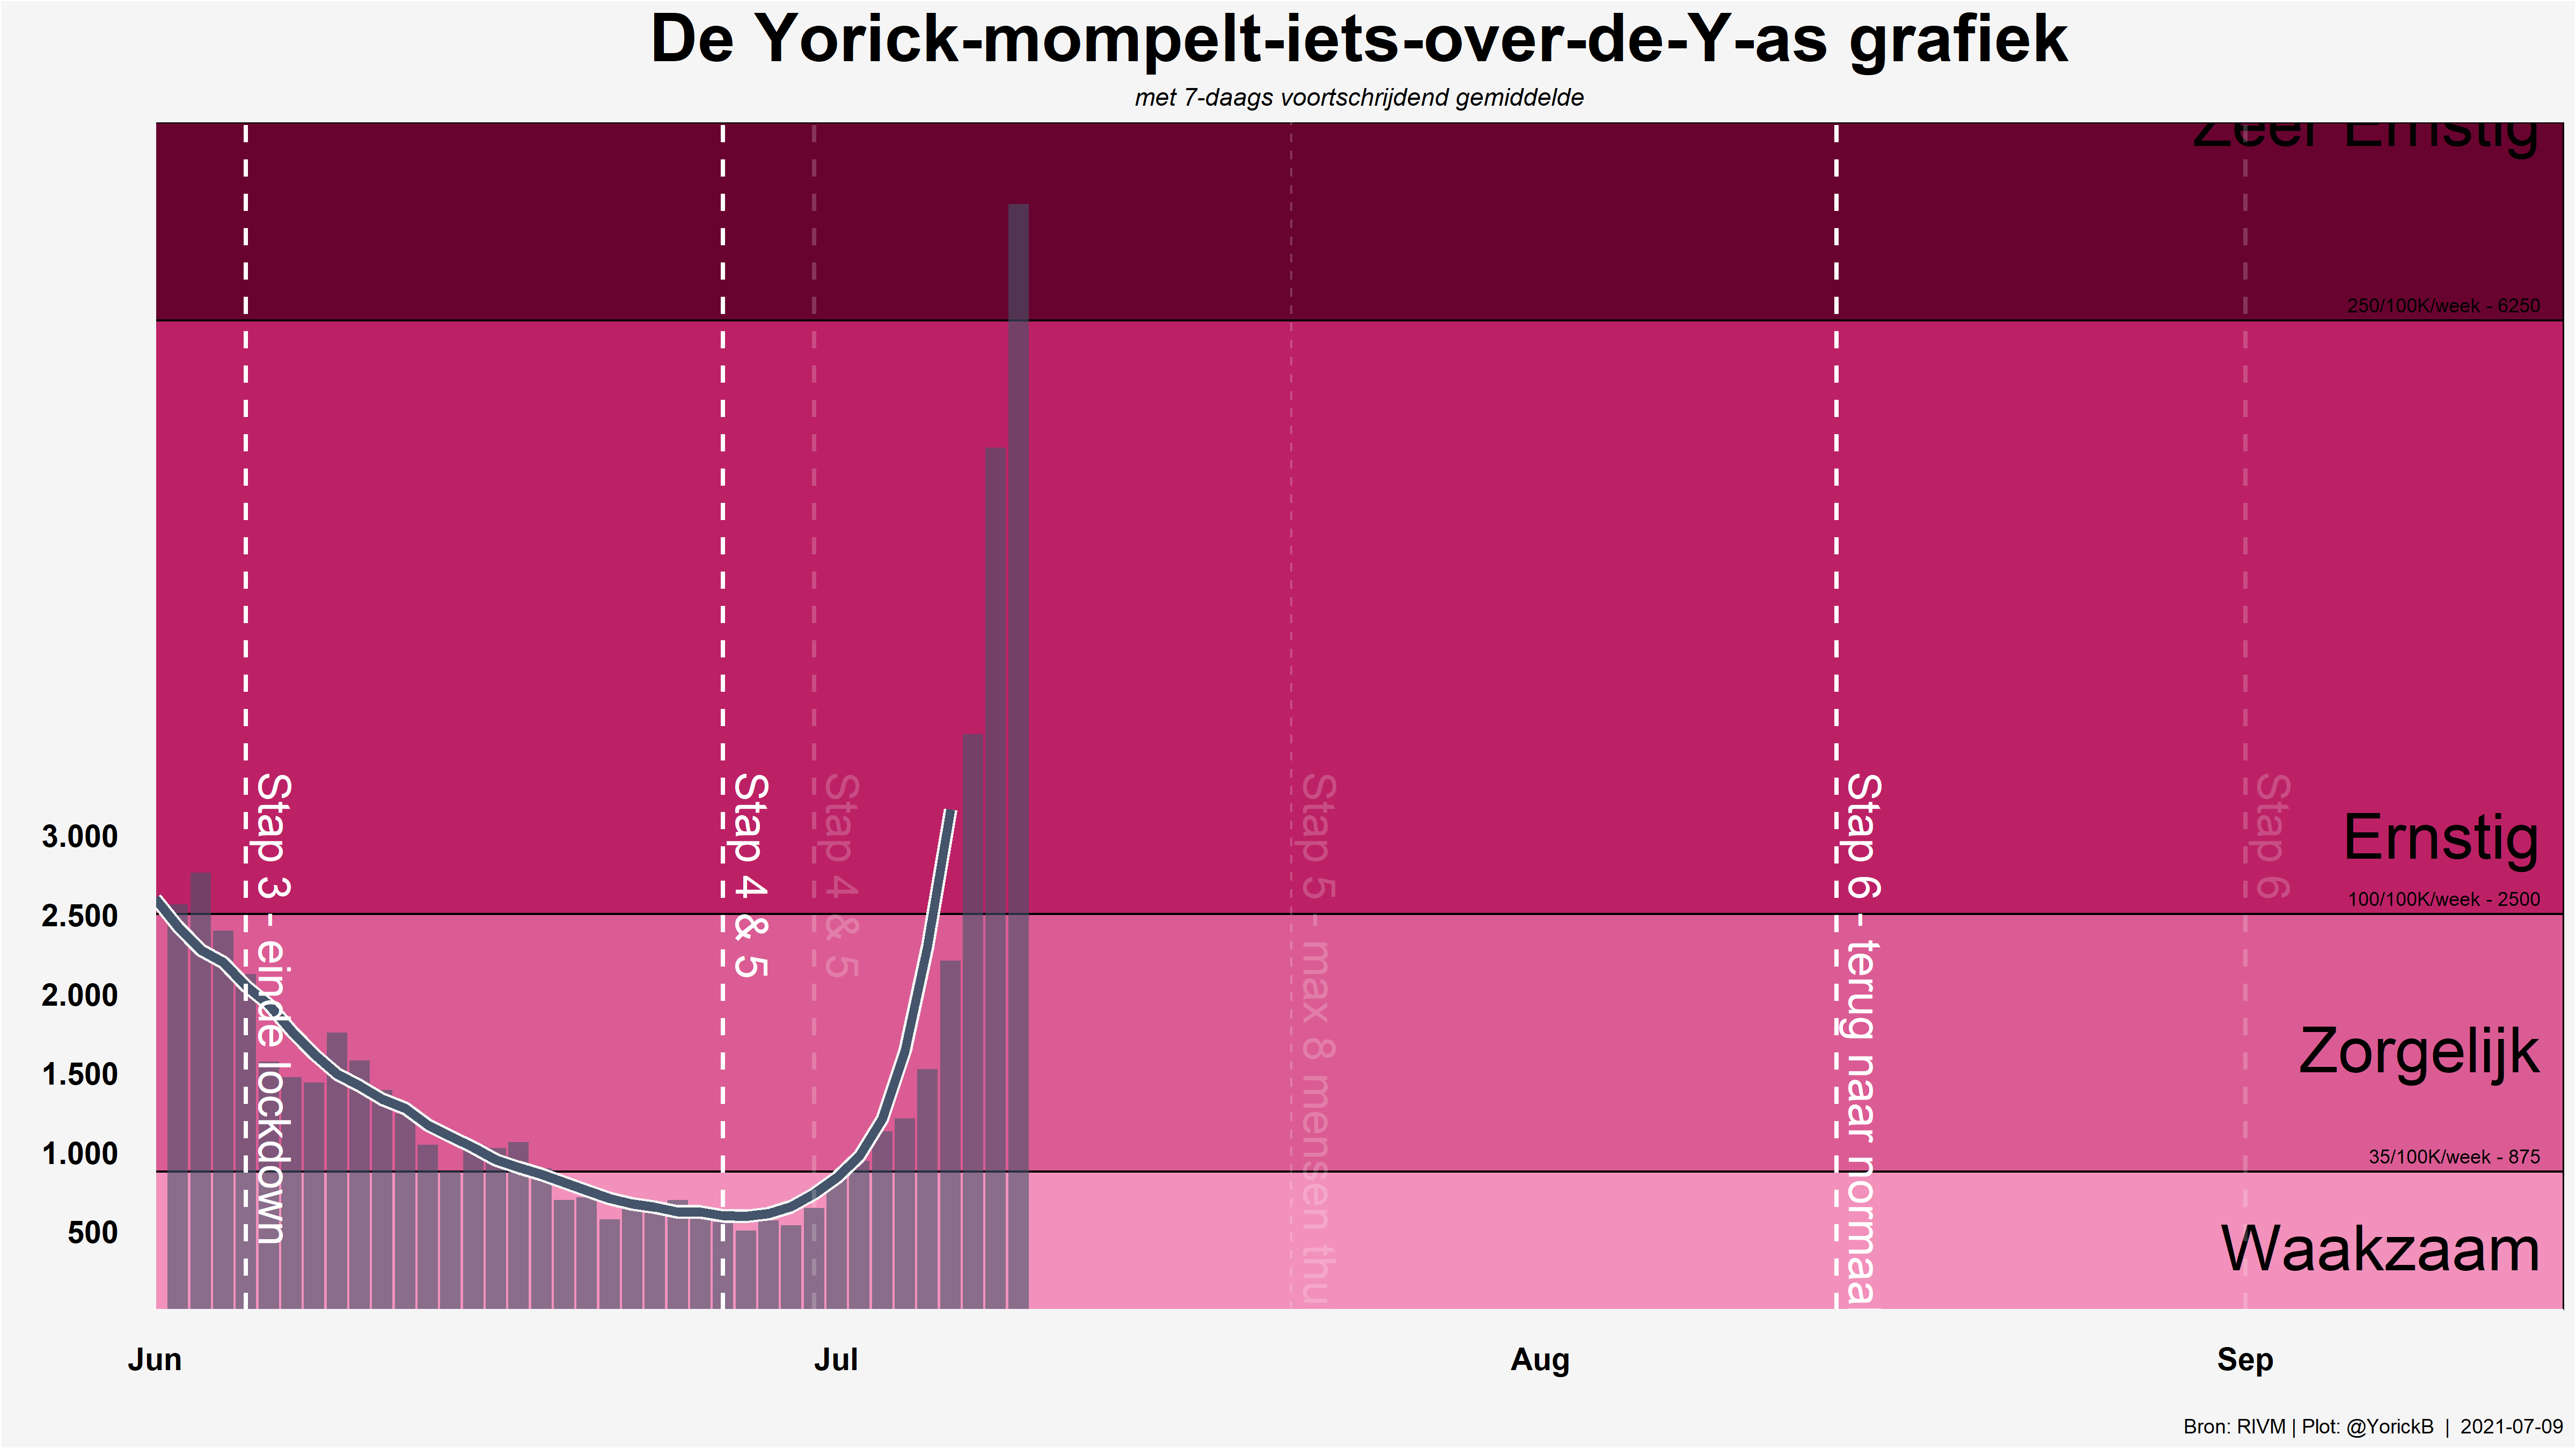 De Yorick-mompelt-iets-over-de-Y-as grafiek
met 7-daags voortschrijdend gemiddelde
Zeer Ernstig
250/100K/week - 6250
Stap 3 - einde lockdown
Stap 4 & 5
Stap 4 & 5
Stap 5 - max 8 mensen thu
Stap 6 - terug naar normaal
Stap 6
Ernstig
100/100K/week - 2500
Zorgelijk
35/100K/week - 875
Waakzaam
3.000
2.500
2.000
1.500
1.000
500
Jun Jul Aug Sep
Bron: RIVM | Plot: @YorickB | 2021-07-09